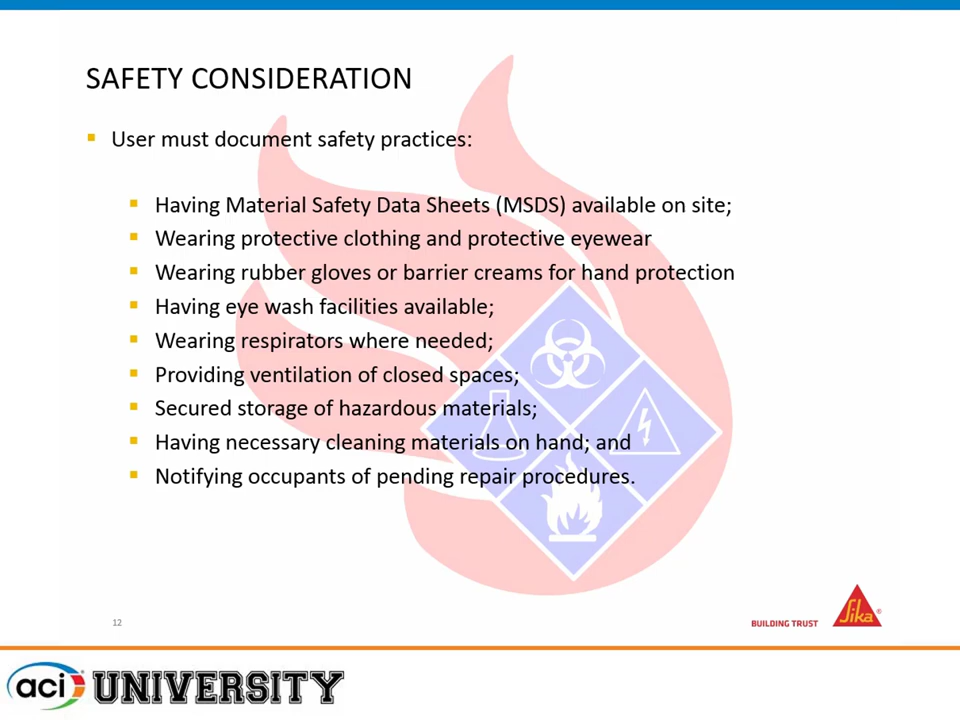 SAFETY CONSIDERATION
User must document safety practices:
Having Material Safety Data Sheets (MSDS) available on site;
Wearing protective clothing and protective eyewear
Wearing rubber gloves or barrier creams for hand protection
Having eye wash facilities available;
Wearing respirators where needed;
Providing ventilation of closed spaces;
Secured storage of hazardous materials;
Having necessary cleaning materials on hand; and
Notifying occupants of pending repair procedures.
12
BUILDING TRUST
Sika®
aci UNIVERSITY